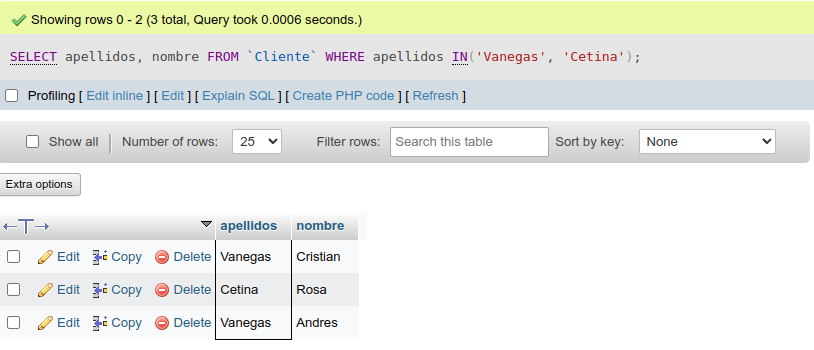 Showing rows 0 - 2 (3 total, Query took 0.0006 seconds.)
SELECT apellidos, nombre FROM `Cliente` WHERE apellidos IN('Vanegas', 'Cetina');
Profiling [ Edit inline ] [ Edit ] [ Explain SQL ] [ Create PHP code ] [ Refresh ]
Show all Number of rows: 25 Filter rows: Search this table Sort by key: None
Extra options
apellidos nombre
Edit Copy Delete Vanegas Cristian
Edit Copy Delete Cetina Rosa
Edit Copy Delete Vanegas Andres